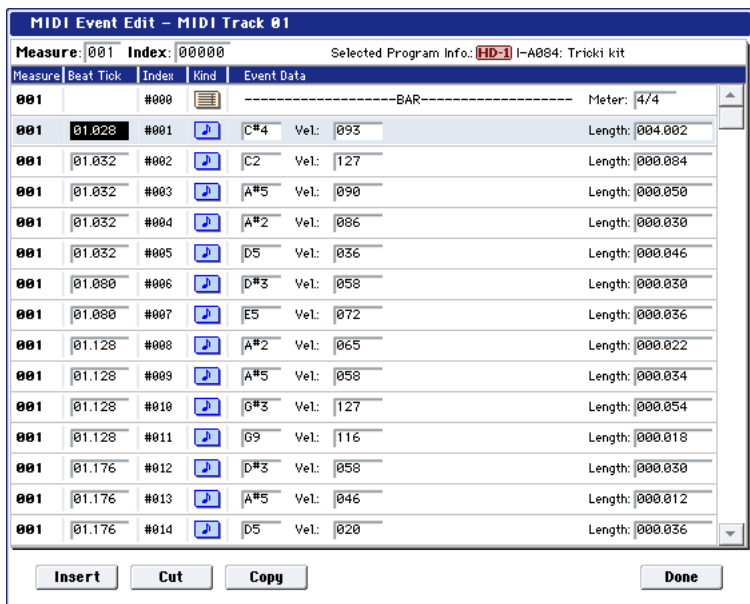 MIDI Event Edit – MIDI Track 01
Measure: 001 Index: 00000 Selected Program Info.: HD-1 I-A084: Tricki kit
Measure Beat Tick Index Kind Event Data
001 #000 --------------------BAR-------------------- Meter: 4/4
001 01.028 #001 C#4 Vel.: 093 Length: 004.002
001 01.032 #002 C2 Vel.: 127 Length: 000.084
001 01.032 #003 A#5 Vel.: 090 Length: 000.050
001 01.032 #004 A#2 Vel.: 086 Length: 000.030
001 01.032 #005 D5 Vel.: 036 Length: 000.046
001 01.080 #006 D#3 Vel.: 058 Length: 000.030
001 01.080 #007 E5 Vel.: 072 Length: 000.036
001 01.128 #008 A#2 Vel.: 065 Length: 000.022
001 01.128 #009 A#5 Vel.: 058 Length: 000.034
001 01.128 #010 G#3 Vel.: 127 Length: 000.054
001 01.128 #011 G9 Vel.: 116 Length: 000.018
001 01.176 #012 D#3 Vel.: 058 Length: 000.030
001 01.176 #013 A#5 Vel.: 046 Length: 000.012
001 01.176 #014 D5 Vel.: 020 Length: 000.036
Insert Cut Copy Done